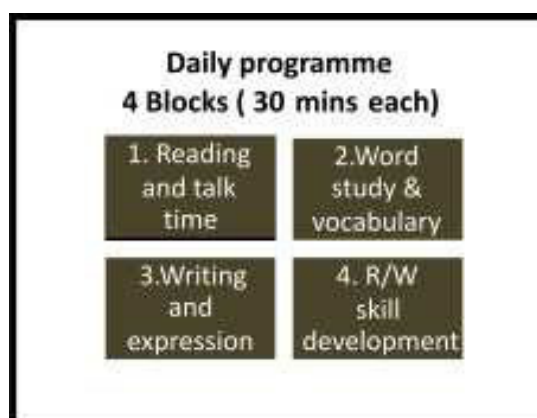 Daily programme
4 Blocks ( 30 mins each)
1. Reading
and talk
time
2.Word
study &
vocabulary
3.Writing
and
expression
4. R/W
skill
development